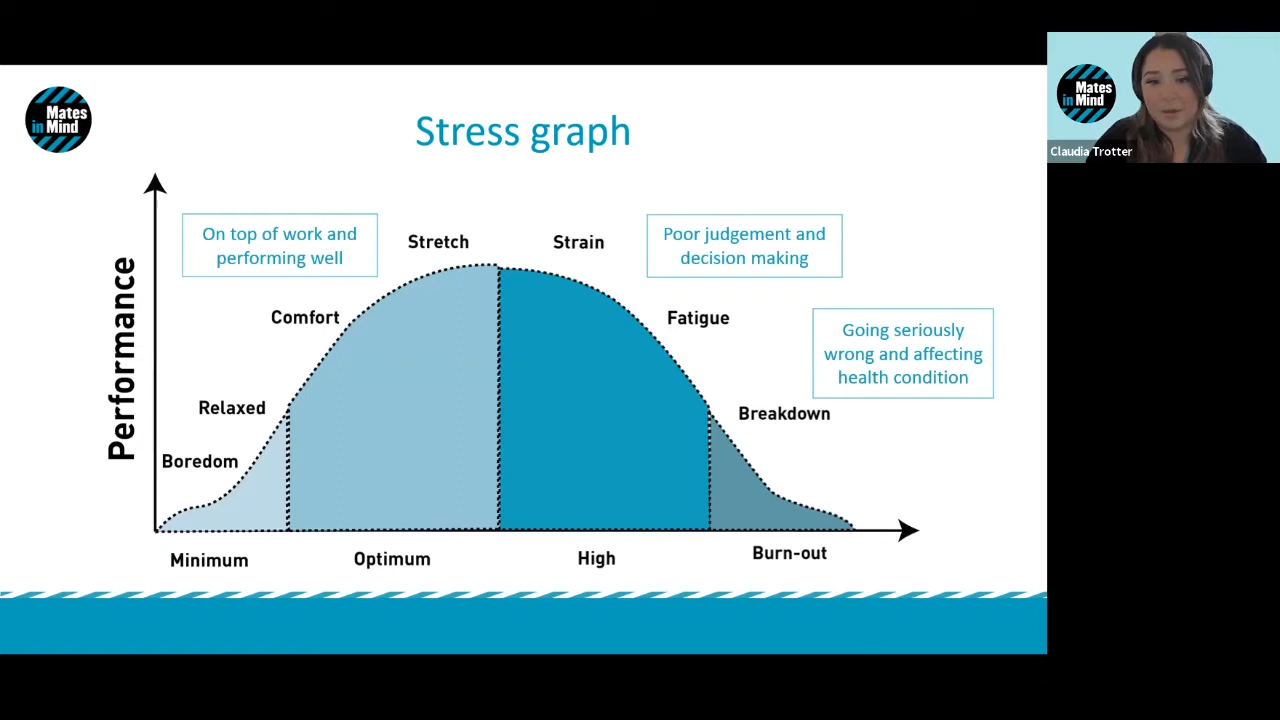 Mates
in Mind
Stress graph
Mates
in Mind
Claudia Trotter
On top of work and
performing well
Stretch
Strain
Poor judgement and
decision making
Comfort
Fatigue
Going seriously
wrong and affecting
health condition
Relaxed
Breakdown
Boredom
Performance
Minimum
Optimum
High
Burn-out